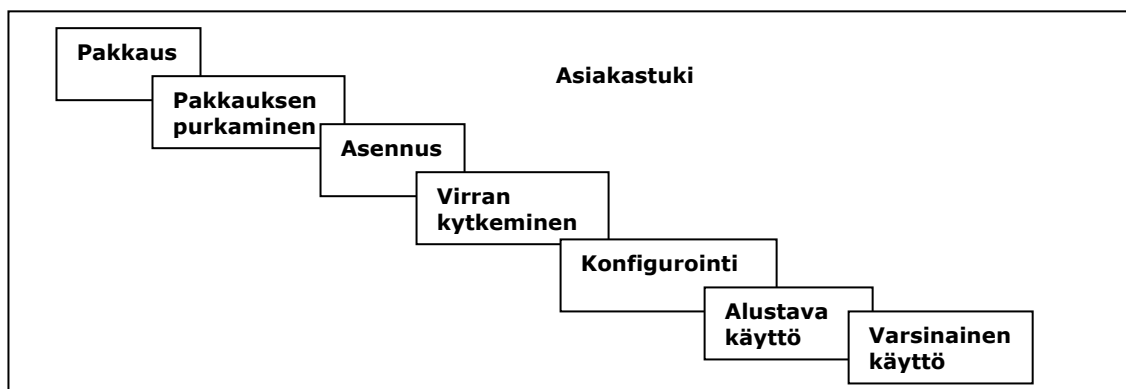 Pakkaus
Asiakastuki
Pakkauksen
purkaminen
Asennus
Virran
kytkeminen
Konfigurointi
Alustava
käyttö
Varsinainen
käyttö